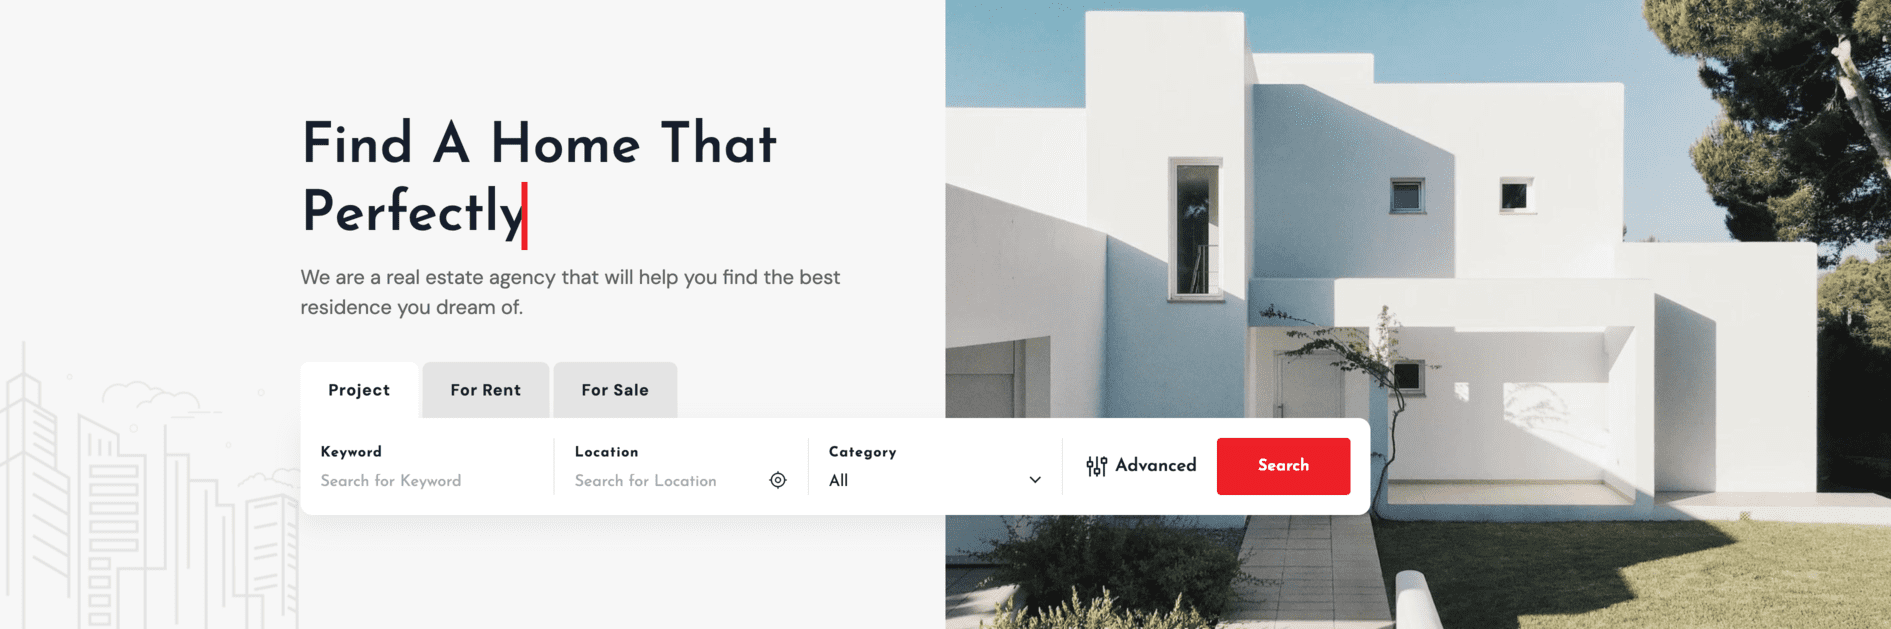 Find A Home That
Perfectly
We are a real estate agency that will help you find the best
residence you dream of.
Project
For Rent
For Sale
Keyword
Search for Keyword
Location
Search for Location
Category
All
Advanced
Search